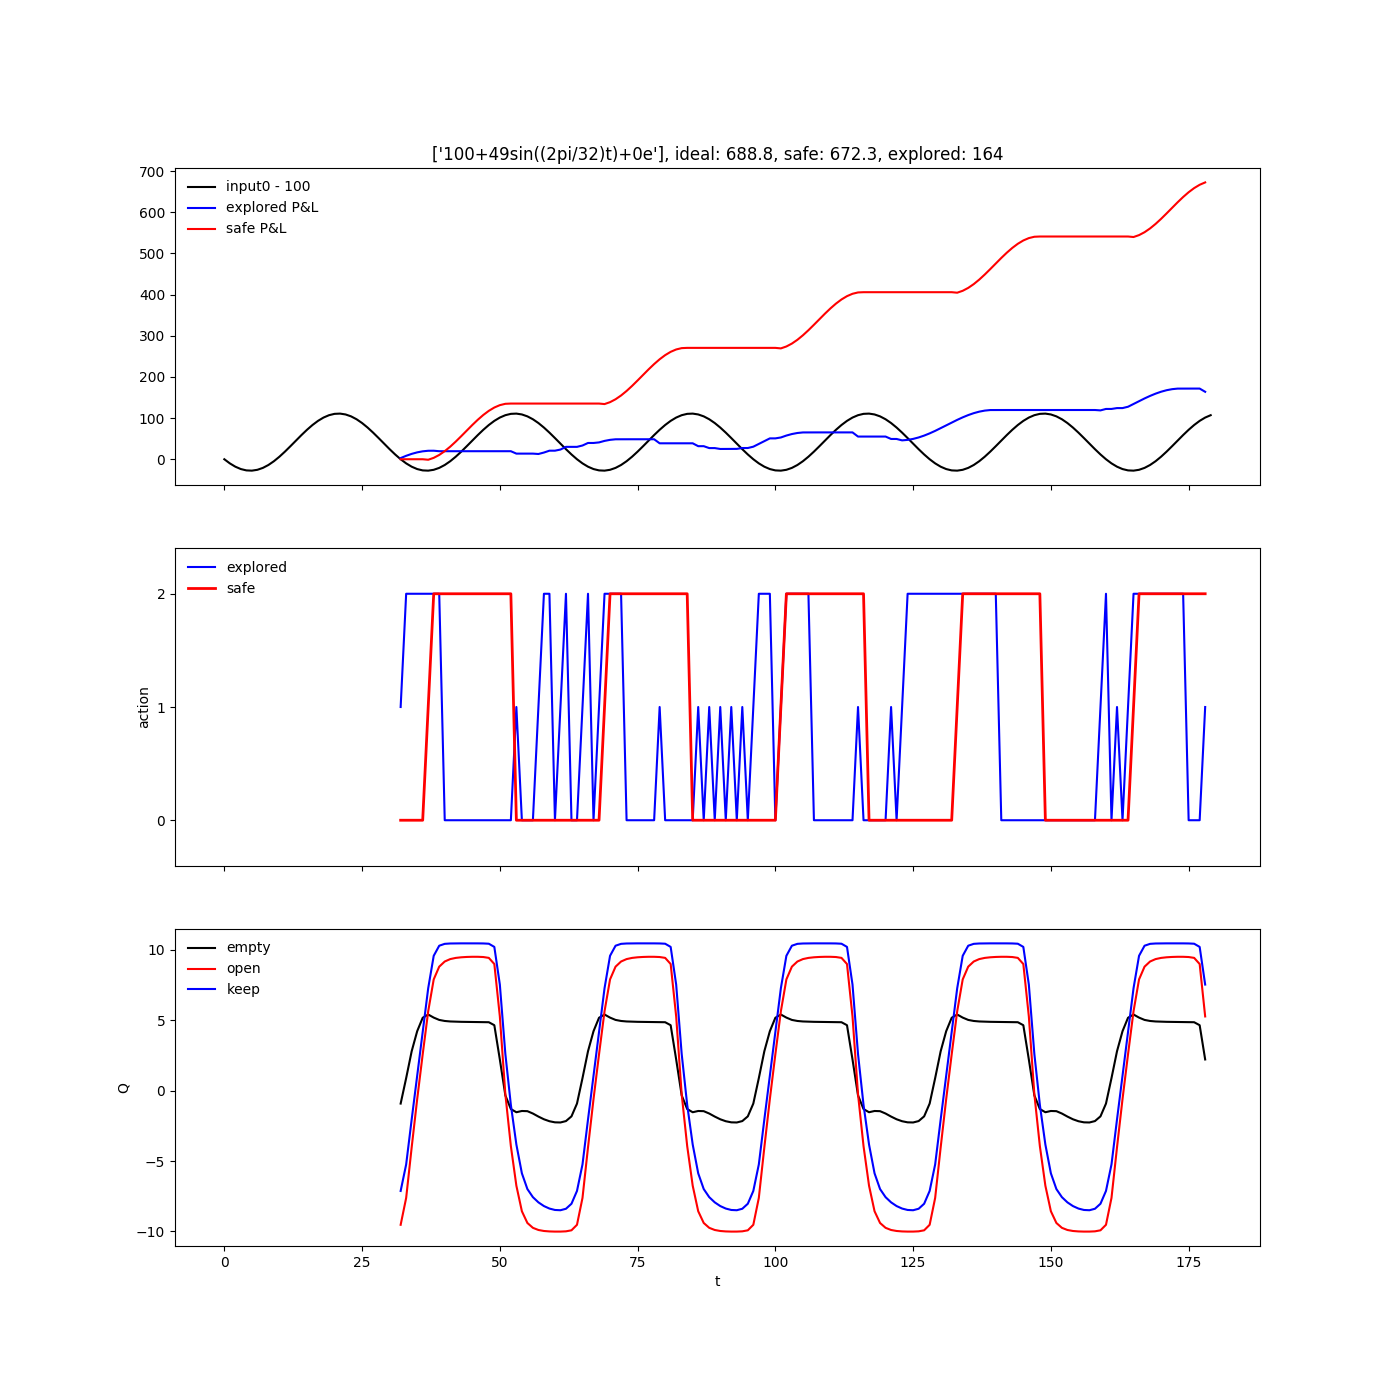 ['100+49sin((2pi/32)t)+0e'], ideal: 688.8, safe: 672.3, explored: 164
700
600
500
400
300
200
100
0
input0 - 100
explored P&L
safe P&L
action
2
1
0
explored
safe
Q
10
5
0
−5
−10
empty
open
keep
0 25 50 75 100 125 150 175
t